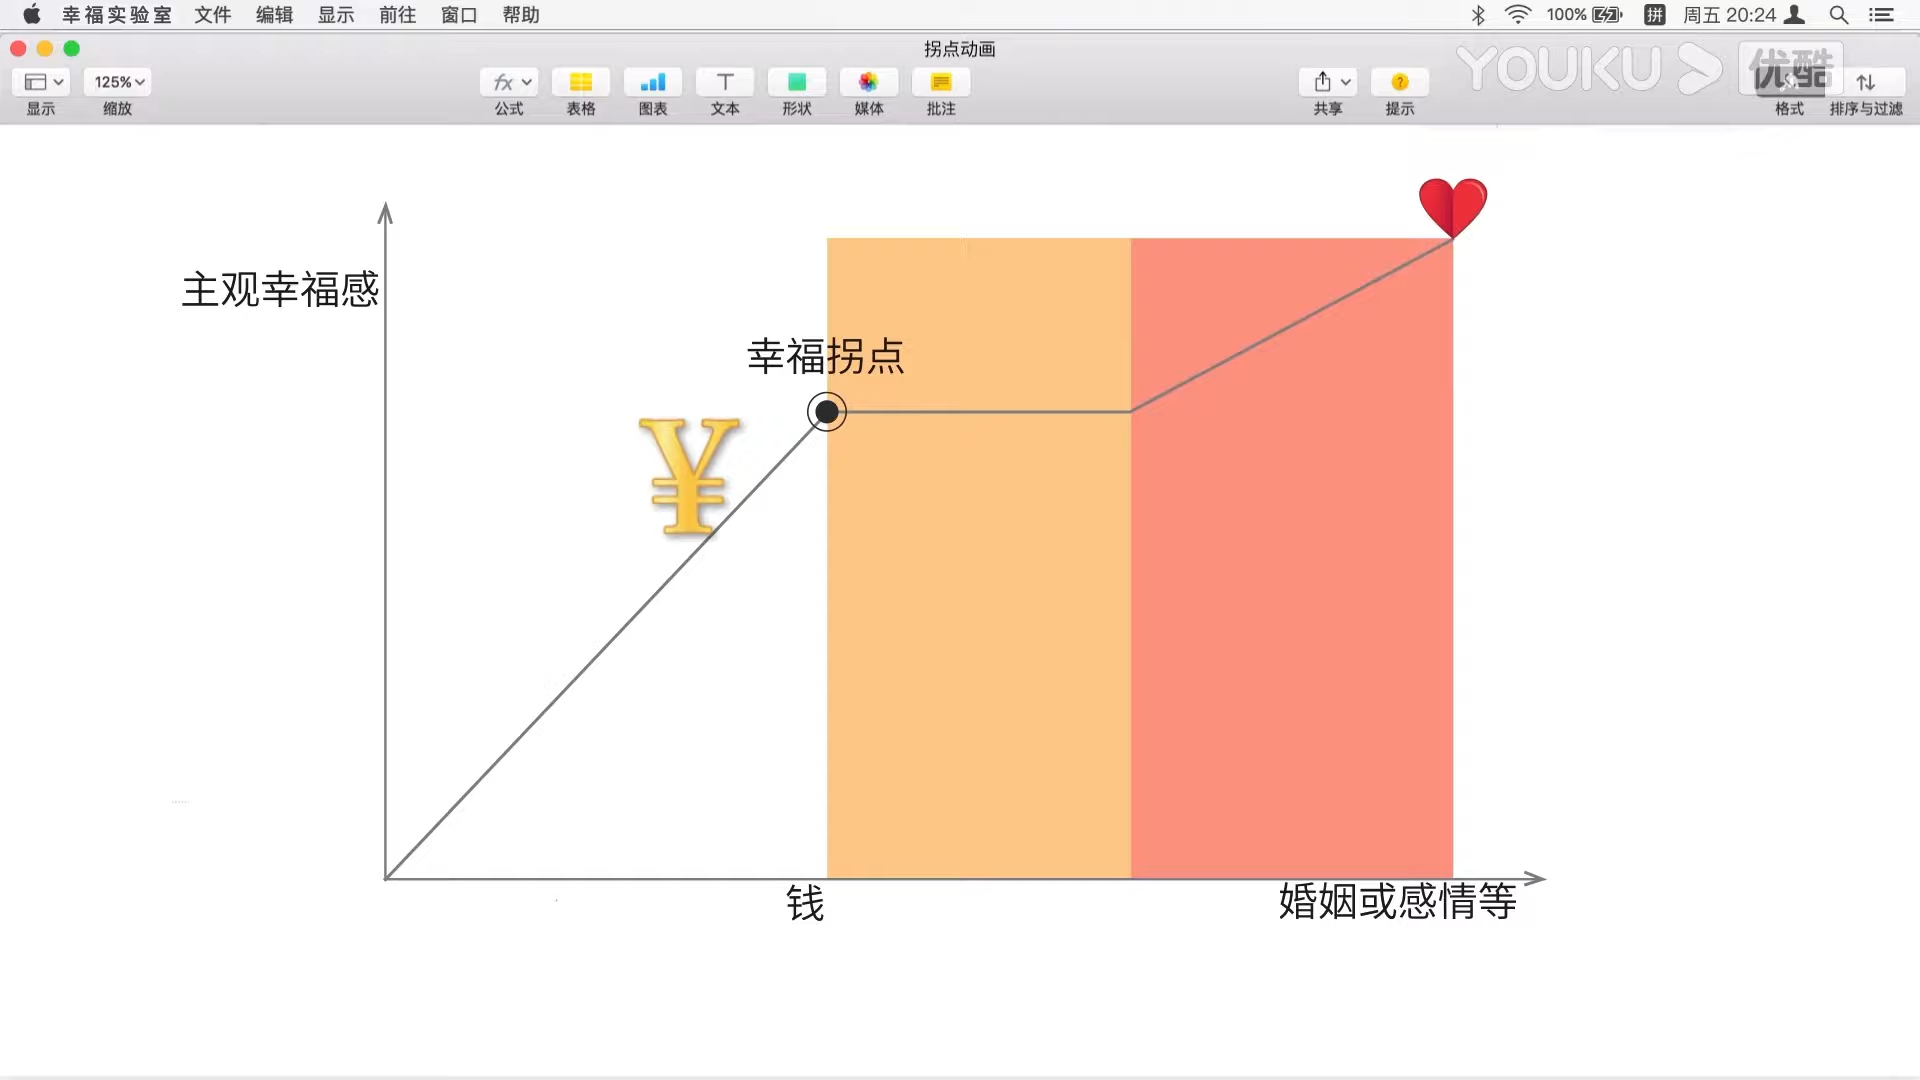 幸福实验室 文件 编辑 显示 前往 窗口 帮助 100% 拼 周五 20:24
拐点动画
YOUKU 优酷
125% fx T ?
显示 缩放 公式 表格 图表 文本 形状 媒体 批注 共享 提示 格式 排序与过滤
主观幸福感
幸福拐点
¥
钱
婚姻或感情等